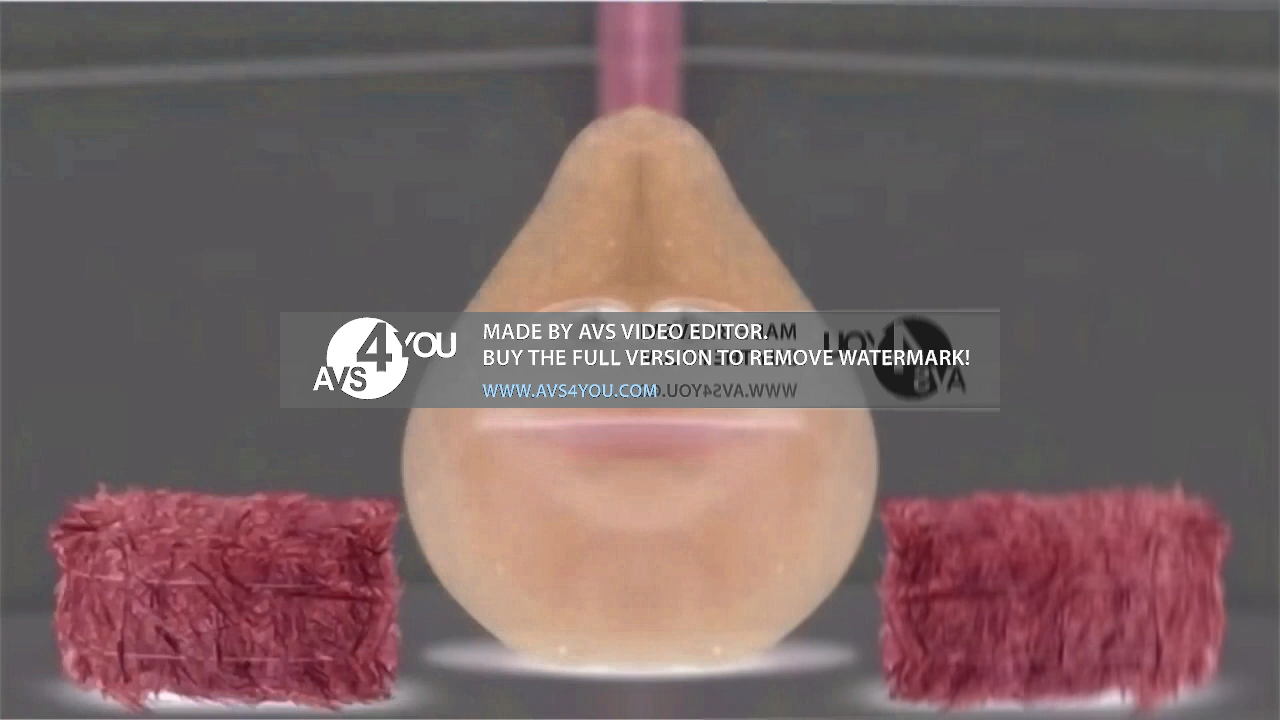 AVS4YOU
MADE BY AVS VIDEO EDITOR.
BUY THE FULL VERSION TO REMOVE WATERMARK!
WWW.AVS4YOU.COM